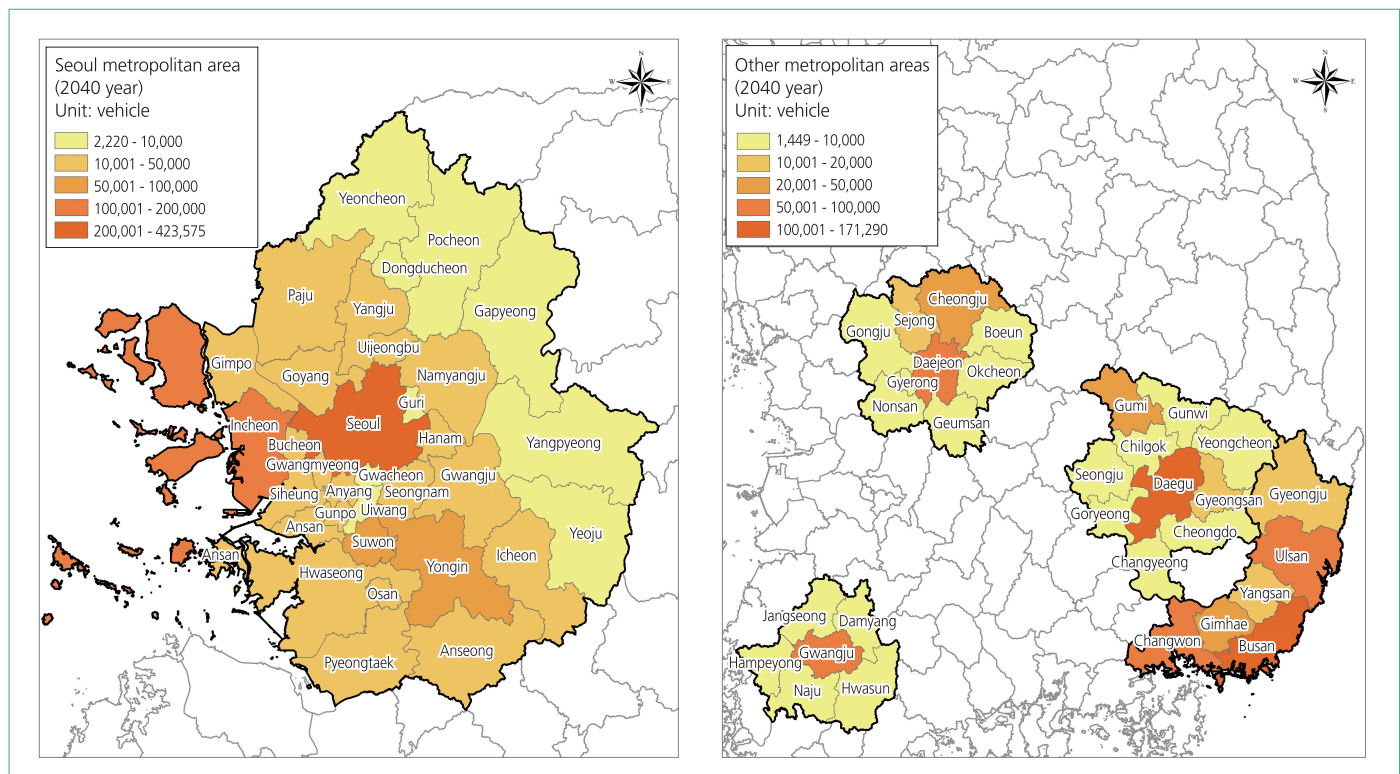 Seoul metropolitan area
(2040 year)
Unit: vehicle
2,220 - 10,000
10,001 - 50,000
50,001 - 100,000
100,001 - 200,000
200,001 - 423,575
N
W E
S
Yeoncheon
Pocheon
Dongducheon
Paju
Yangju
Gapyeong
Uijeongbu
Gimpo
Goyang
Namyangju
Guri
Incheon
Seoul
Hanam
Bucheon
Yangpyeong
Gwangmyeong
Gwacheon
Gwangju
Siheung
Anyang
Seongnam
Gunpo
Uiwang
Ansan
Yeoju
Suwon
Ansan
Icheon
Hwaseong
Yongin
Osan
Anseong
Pyeongtaek
Other metropolitan areas
(2040 year)
Unit: vehicle
1,449 - 10,000
10,001 - 20,000
20,001 - 50,000
50,001 - 100,000
100,001 - 171,290
N
W E
S
Cheongju
Sejong
Gongju
Boeun
Daejeon
Okcheon
Gyerong
Nonsan
Geumsan
Gumi
Gunwi
Chilgok
Yeongcheon
Seongju
Daegu
Gyeongju
Gyeongsan
Goryeong
Cheongdo
Ulsan
Changyeong
Yangsan
Gimhae
Changwon
Busan
Jangseong
Damyang
Gwangju
Hampeyong
Naju
Hwasun